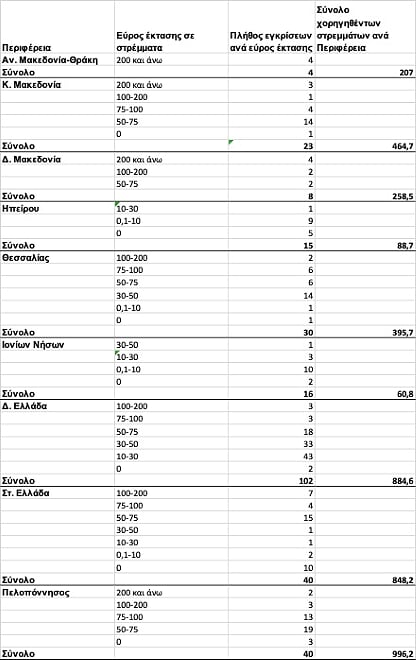 Περιφέρεια Εύρος έκτασης σε στρέμματα Πλήθος εγκρίσεων ανά εύρος έκτασης Σύνολο χορηγηθέντων στρεμμάτων ανά Περιφέρεια
Αν. Μακεδονία-Θράκη 200 και άνω 4
Σύνολο 4 207
Κ. Μακεδονία 200 και άνω 3
100-200 1
75-100 4
50-75 14
0 1
Σύνολο 23 464,7
Δ. Μακεδονία 200 και άνω 4
100-200 2
50-75 2
Σύνολο 8 258,5
Ηπείρου 10-30 1
0,1-10 9
0 5
Σύνολο 15 88,7
Θεσσαλίας 100-200 2
75-100 6
50-75 6
30-50 14
0,1-10 1
0 1
Σύνολο 30 395,7
Ιονίων Νήσων 30-50 1
10-30 3
0,1-10 10
0 2
Σύνολο 16 60,8
Δ. Ελλάδα 100-200 3
75-100 3
50-75 18
30-50 33
10-30 43
0 2
Σύνολο 102 884,6
Στ. Ελλάδα 100-200 7
75-100 4
50-75 15
30-50 1
10-30 1
0,1-10 2
0 10
Σύνολο 40 848,2
Πελοπόννησος 200 και άνω 2
100-200 3
75-100 13
50-75 19
0 3
Σύνολο 40 996,2